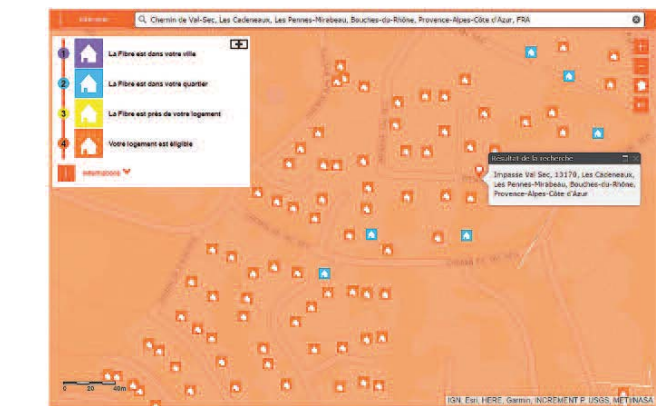 Chemin de Val-Sec, Les Cadeneaux, Les Pennes-Mirabeau, Bouches-du-Rhône, Provence-Alpes-Côte d'Azur, FRA
1 La Fibre est dans votre ville
2 La Fibre est dans votre quartier
3 La Fibre est près de votre logement
4 Votre logement est éligible
Informations
Résultat de la recherche
Impasse Val Sec, 13170, Les Cadeneaux,
Les Pennes-Mirabeau, Bouches-du-Rhône,
Provence-Alpes-Côte d'Azur
0 20 40m
IGN, Esri, HERE, Garmin, INCREMENT P, USGS, METI/NASA